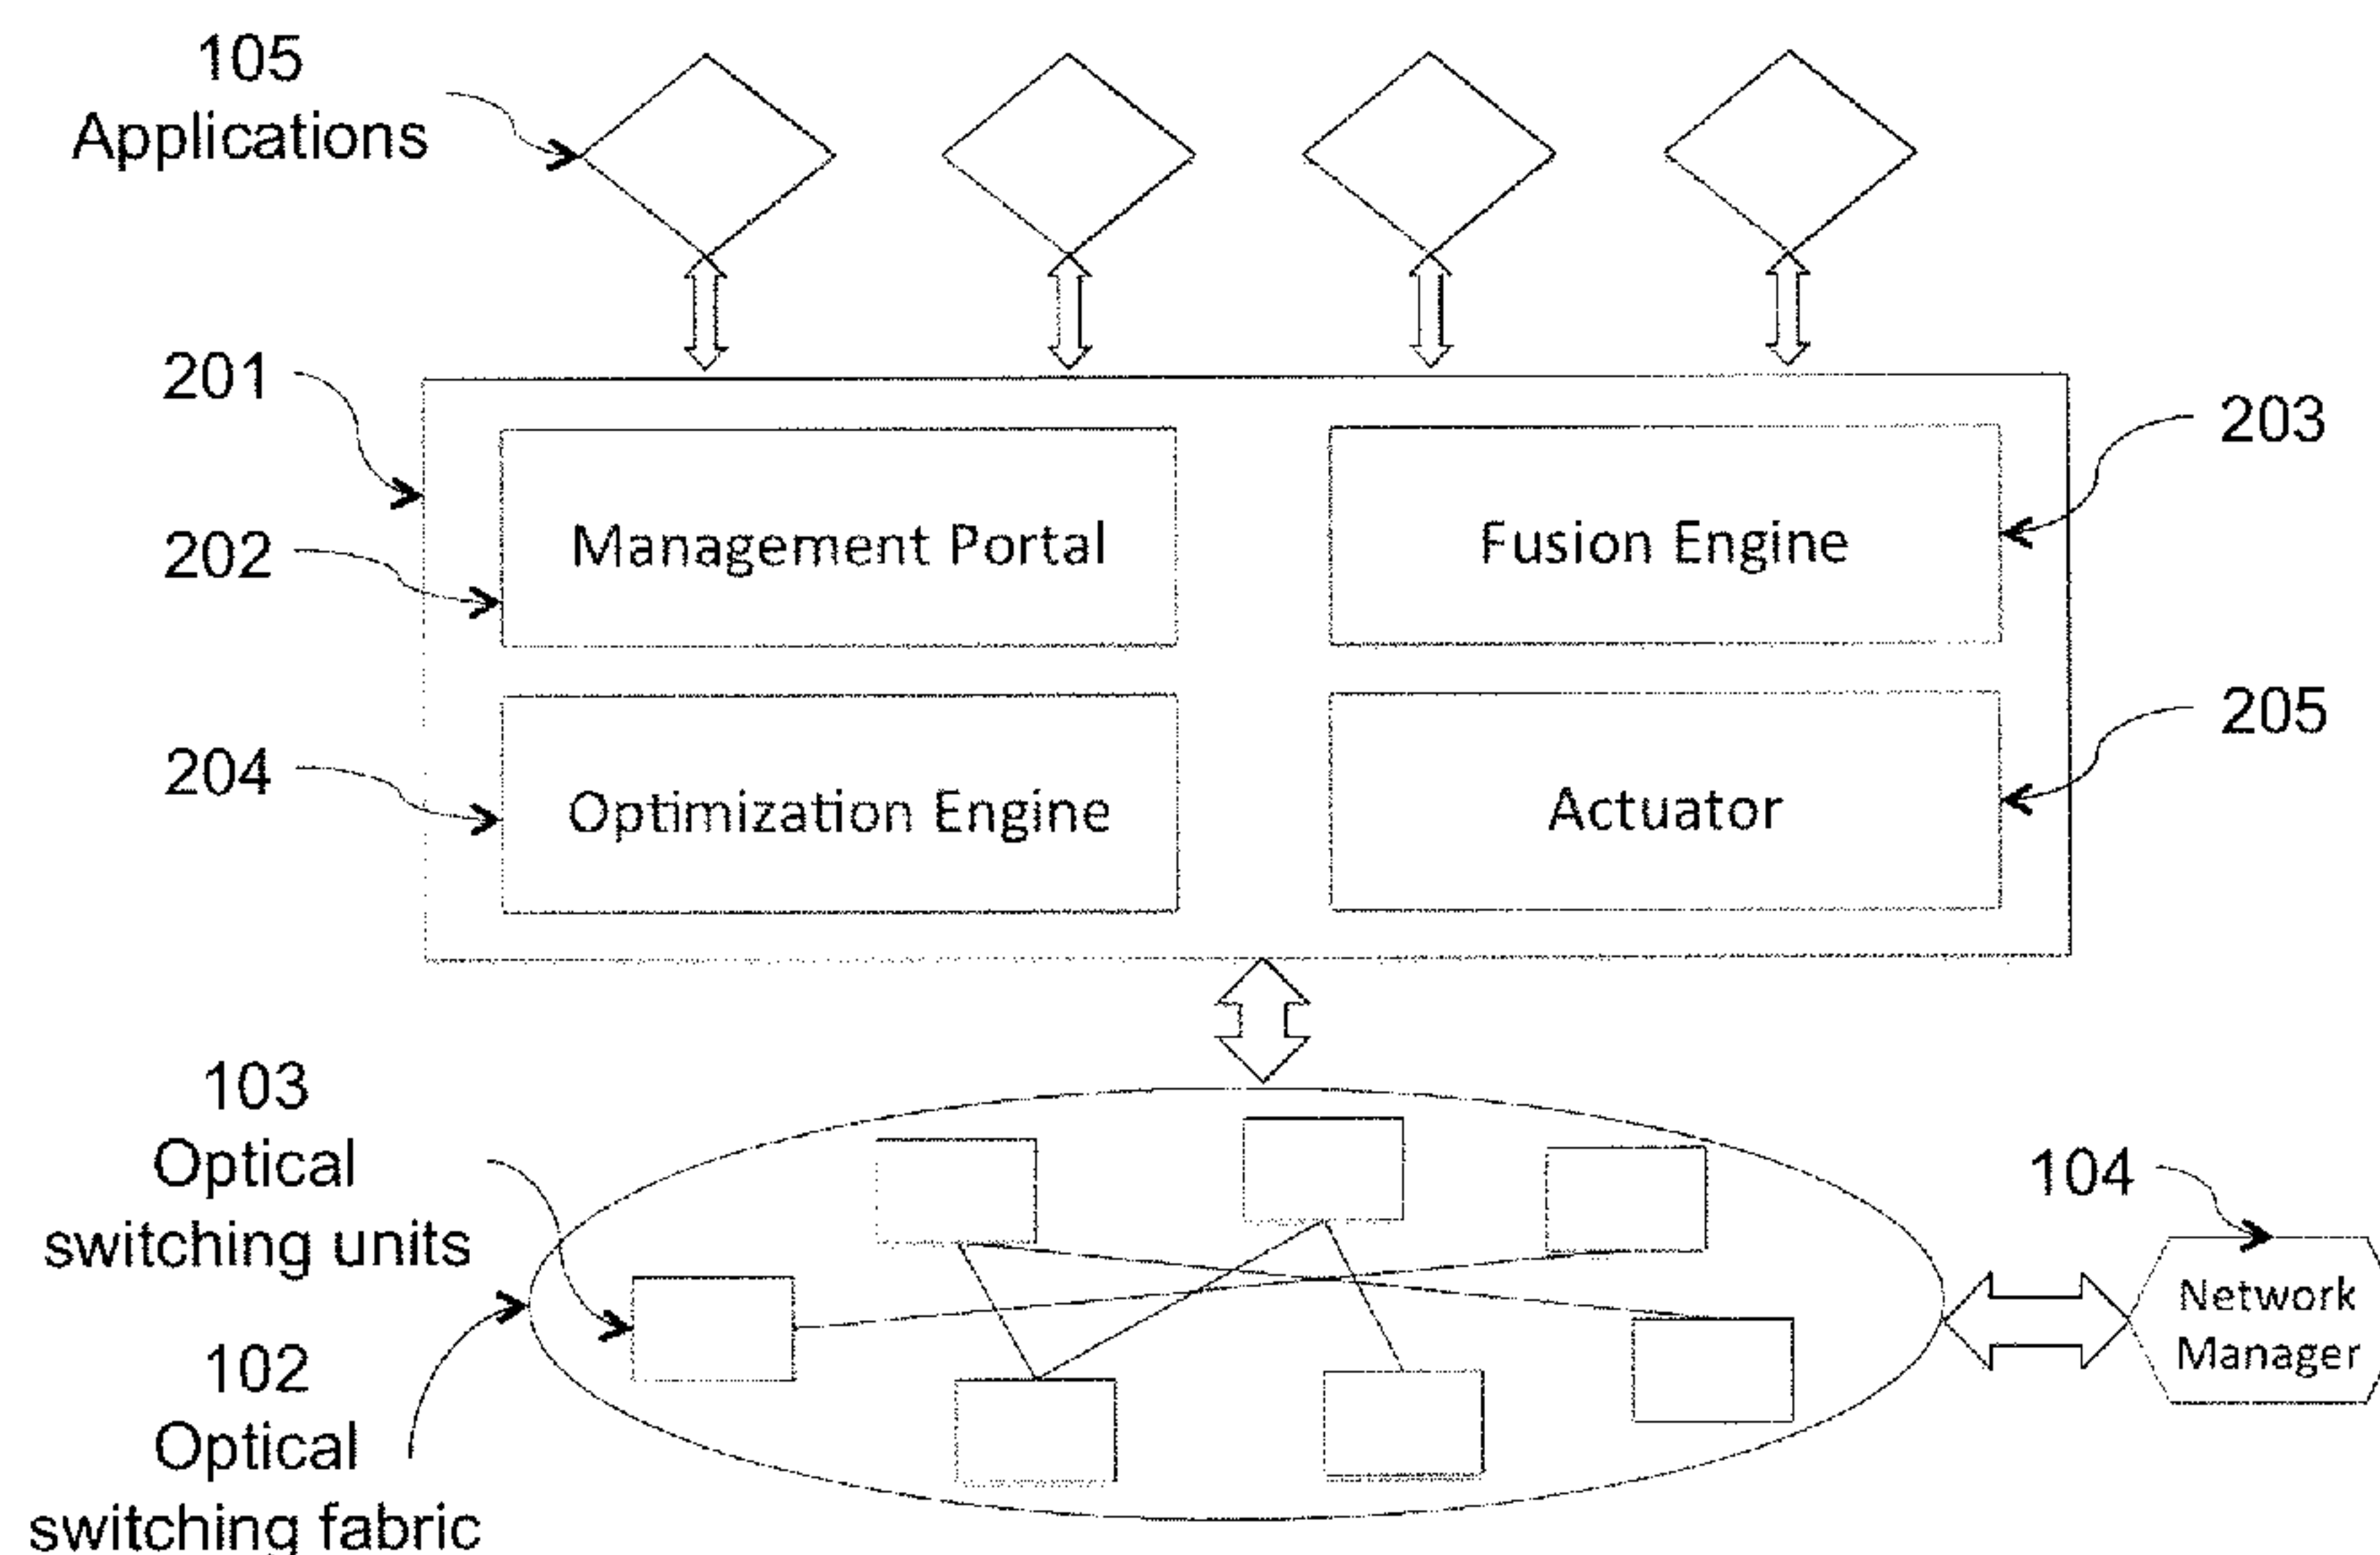 105
Applications
201
203
202
Management Portal
Fusion Engine
204
205
Optimization Engine
Actuator
103
Optical
switching units
104
Network
Manager
102
Optical
switching fabric